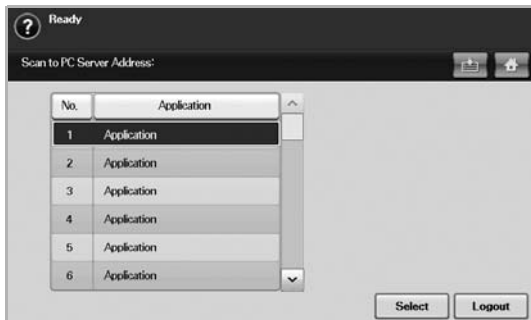 ? Ready
Scan to PC Server Address:
No. Application
1 Application
2 Application
3 Application
4 Application
5 Application
6 Application
Select Logout